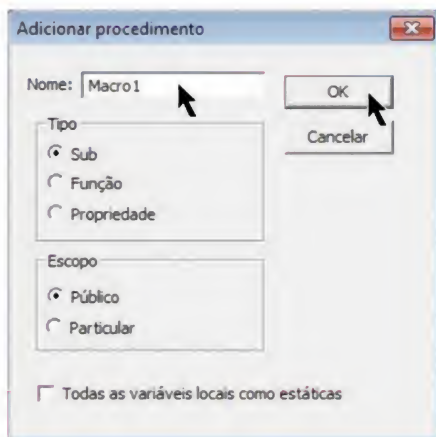 Adicionar procedimento
Nome: Macro1
OK
Cancelar
Tipo
Sub
Função
Propriedade
Escopo
Público
Particular
Todas as variáveis locais como estáticas